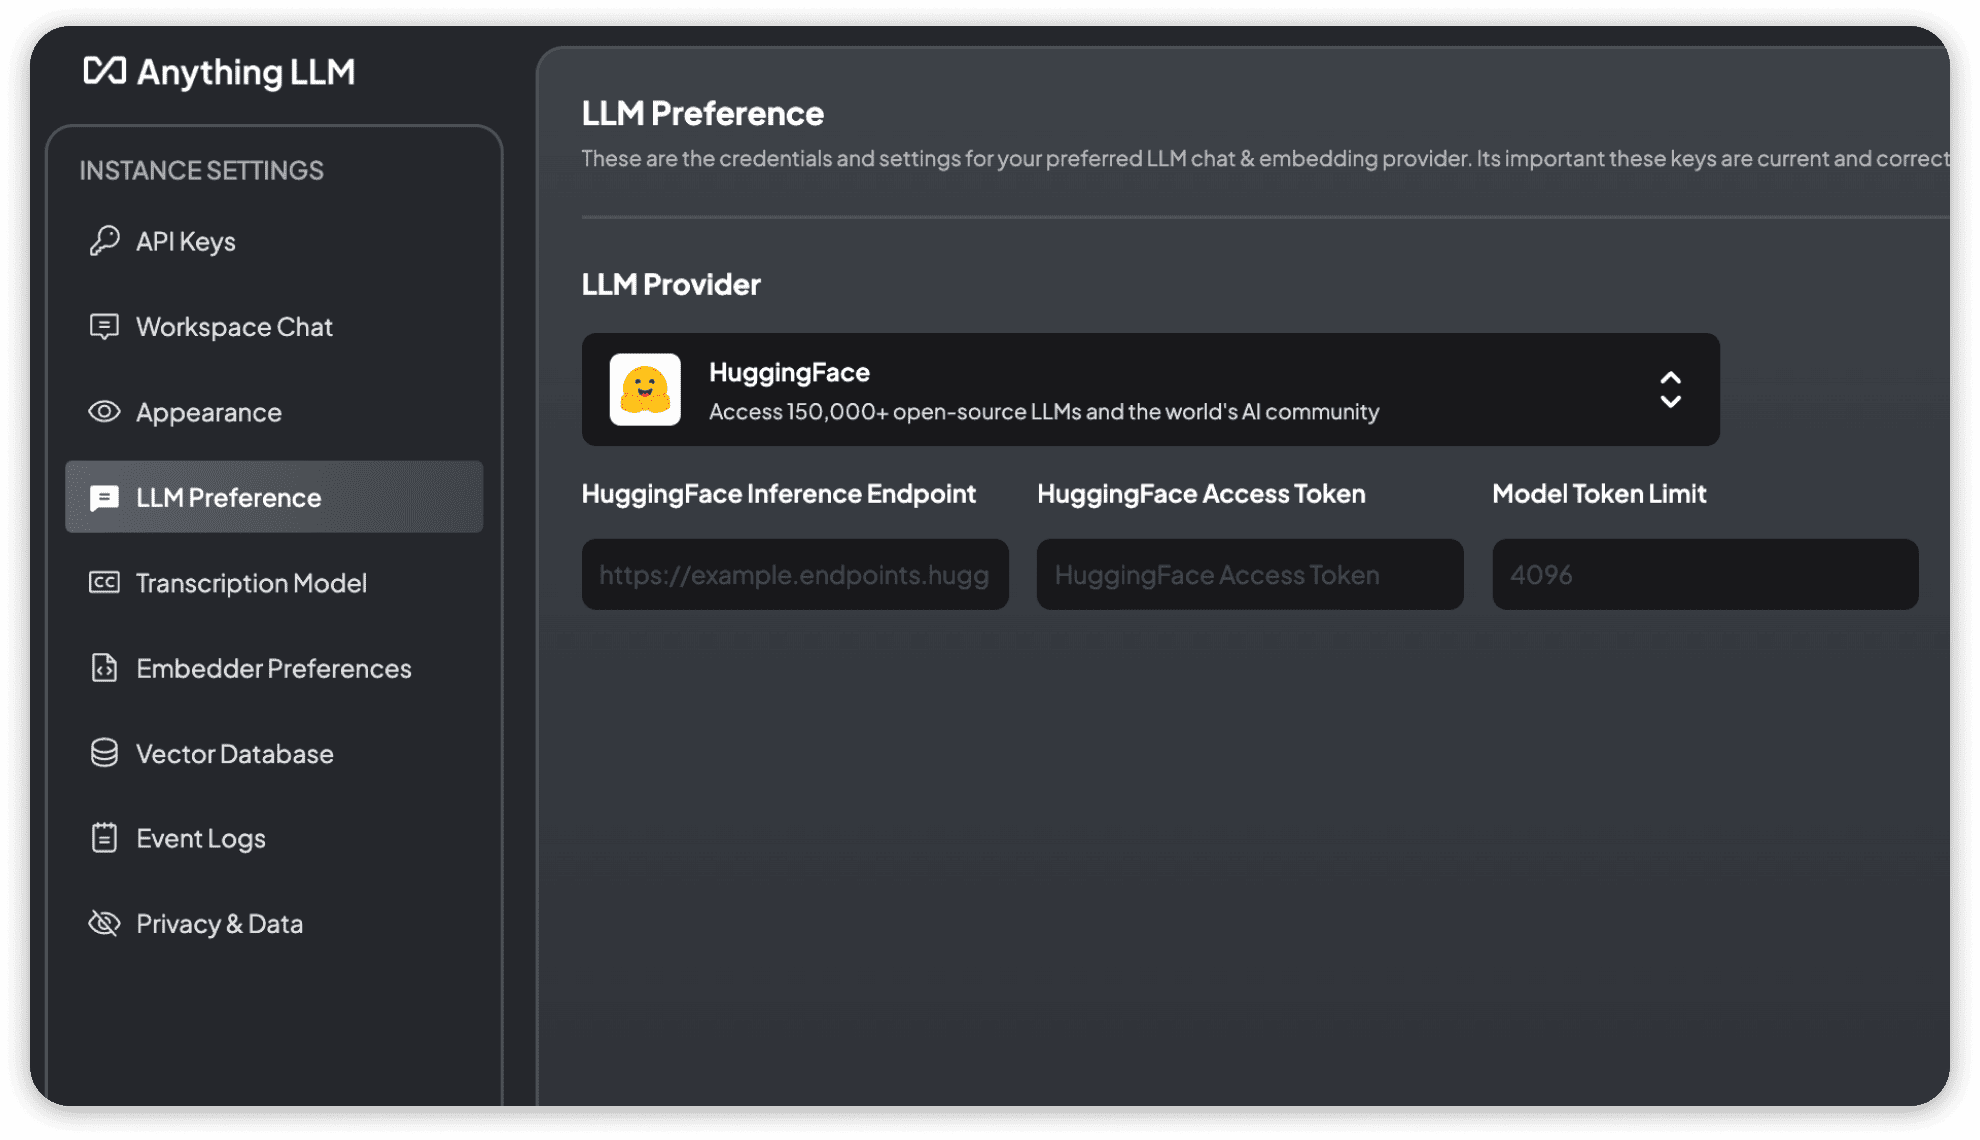 Anything LLM
INSTANCE SETTINGS
API Keys
Workspace Chat
Appearance
LLM Preference
Transcription Model
Embedder Preferences
Vector Database
Event Logs
Privacy & Data
LLM Preference
These are the credentials and settings for your preferred LLM chat & embedding provider. Its important these keys are current and correct
LLM Provider
HuggingFace
Access 150,000+ open-source LLMs and the world's AI community
HuggingFace Inference Endpoint
HuggingFace Access Token
Model Token Limit
https://example.endpoints.hugg
HuggingFace Access Token
4096